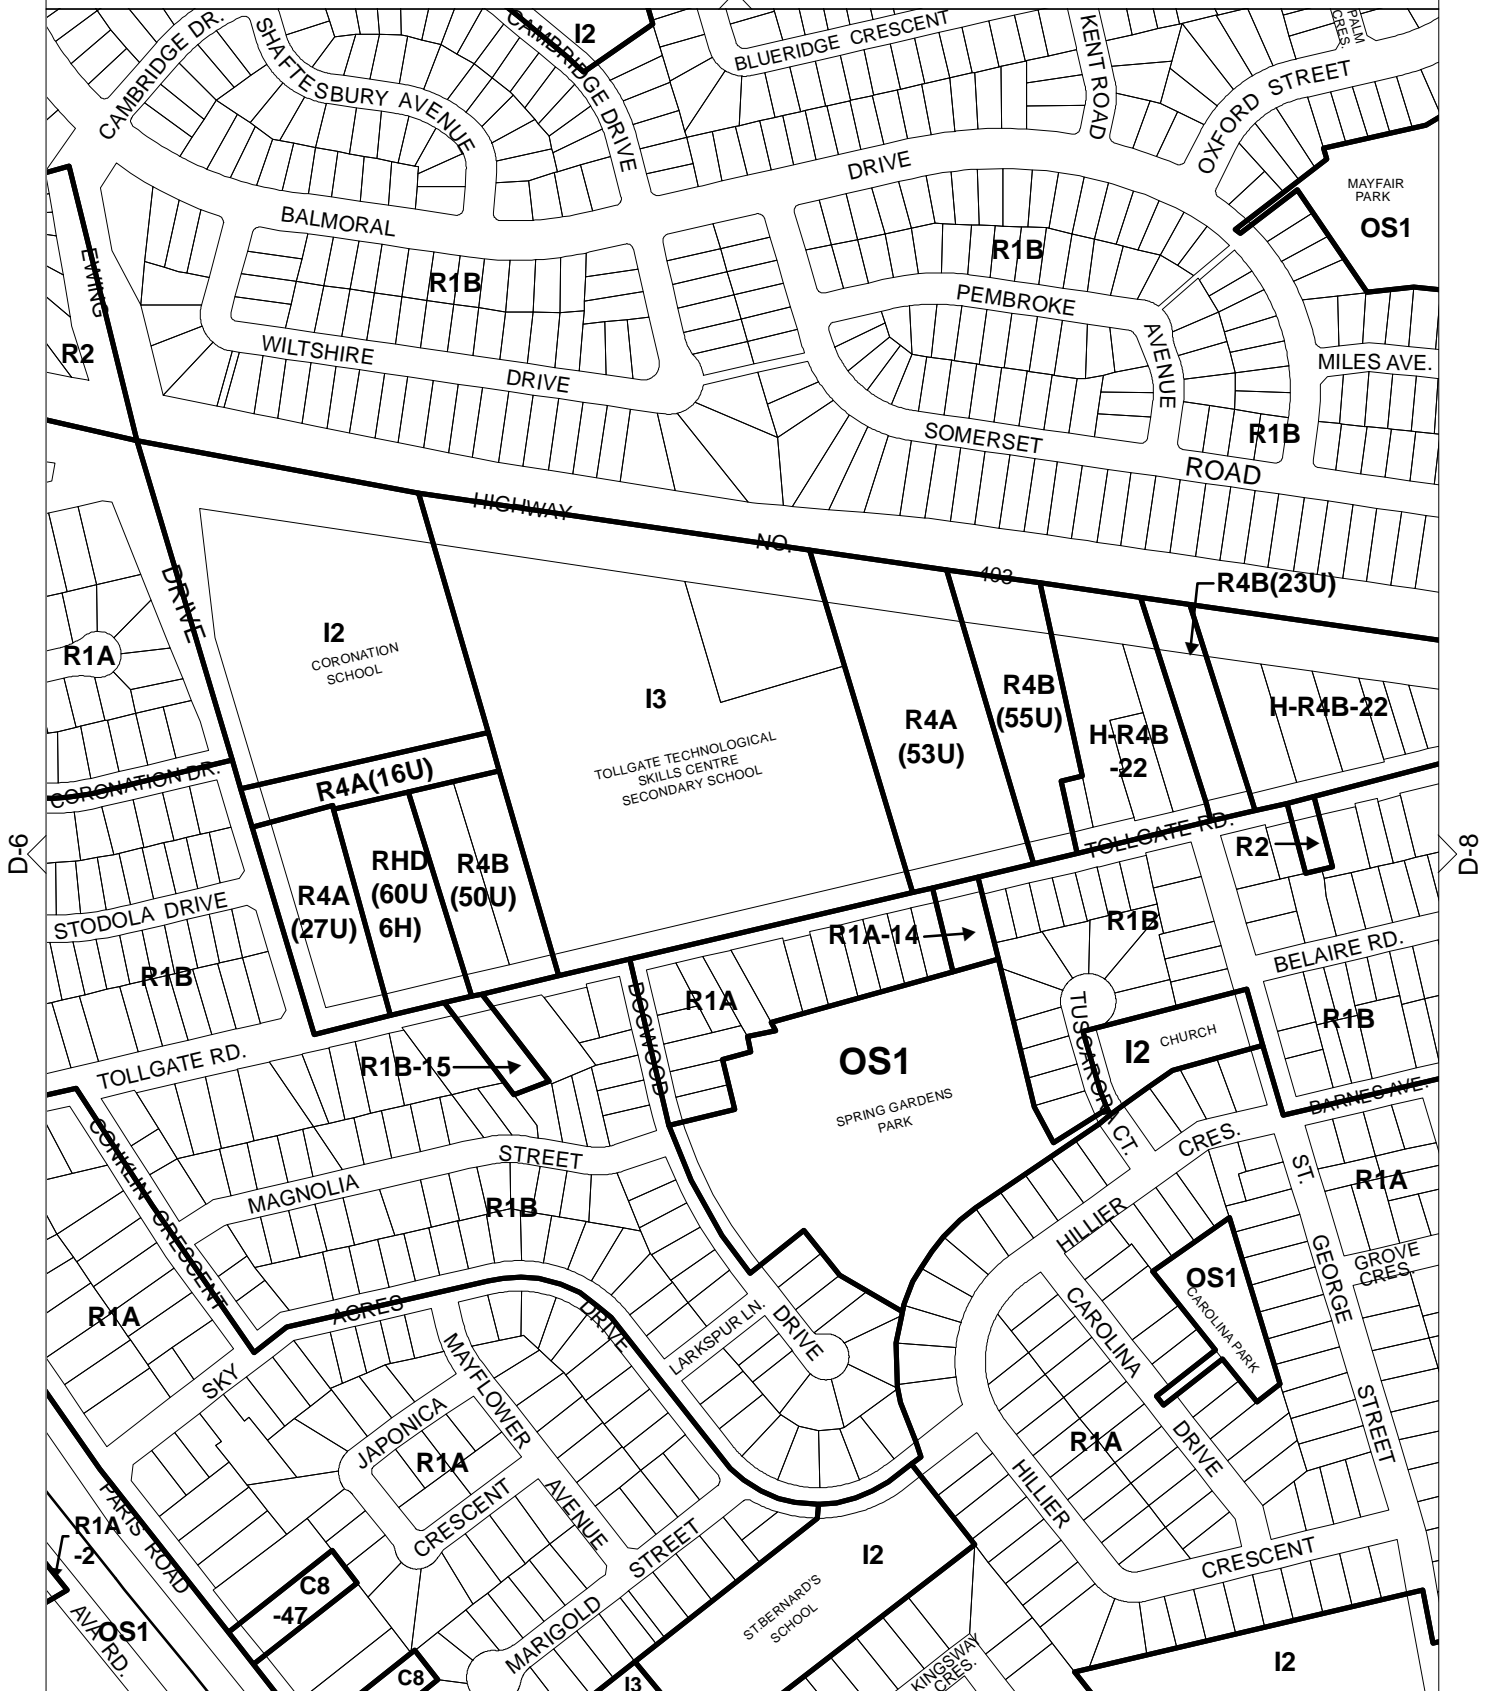 CAMBRIDGE DR.
SHAFTESBURY AVENUE
CAMBRIDGE DRIVE
I2
BLUERIDGE CRESCENT
KENT ROAD
PALM
CRES.
OXFORD STREET
DRIVE
MAYFAIR
PARK
OS1
BALMORAL
R1B
R1B
EWING
PEMBROKE
AVENUE
R2
WILTSHIRE
DRIVE
MILES AVE.
R1B
SOMERSET
ROAD
HIGHWAY
NO.
403
R4B(23U)
DRIVE
R1A
I2
CORONATION
SCHOOL
I3
TOLLGATE TECHNOLOGICAL
SKILLS CENTRE
SECONDARY SCHOOL
R4A
(53U)
R4B
(55U)
H-R4B
-22
H-R4B-22
CORONATION DR.
R4A(16U)
TOLLGATE RD.
R2
D-6
D-8
R4A
(27U)
RHD
(60U
6H)
R4B
(50U)
STODOLA DRIVE
R1B
R1A-14
R1B
BELAIRE RD.
DOGWOOD
R1A
TUSCARORA CT.
I2
CHURCH
R1B
OS1
SPRING GARDENS
PARK
TOLLGATE RD.
R1B-15
BARNES AVE.
CONKLIN CRESCENT
STREET
MAGNOLIA
R1B
CRES.
HILLIER
ST.
GEORGE
STREET
R1A
GROVE
CRES.
R1A
ACRES
DRIVE
SKY
LARKSPUR LN.
DRIVE
CAROLINA
DRIVE
OS1
CAROLINA PARK
MAYFLOWER
AVENUE
JAPONICA
CRESCENT
R1A
R1A
HILLIER
CRESCENT
PARIS ROAD
R1A
-2
OS1
AVA RD.
C8
-47
C8
MARIGOLD
STREET
I2
ST.BERNARD'S
SCHOOL
I3
KINGSWAY
CRES.
I2